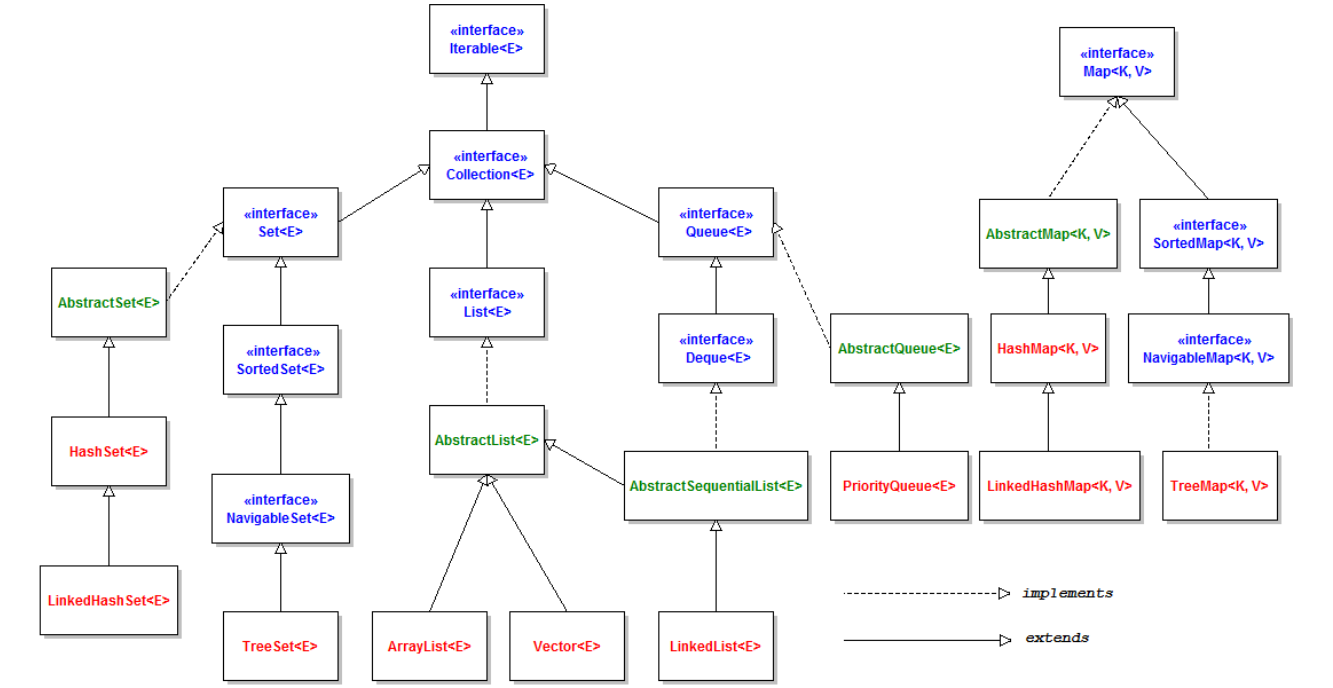 «interface»
Iterable<E>
«interface»
Map<K, V>
«interface»
Collection<E>
«interface»
Set<E>
«interface»
Queue<E>
AbstractMap<K, V>
«interface»
SortedMap<K, V>
AbstractSet<E>
«interface»
List<E>
«interface»
SortedSet<E>
«interface»
Deque<E>
AbstractQueue<E>
HashMap<K, V>
«interface»
NavigableMap<K, V>
HashSet<E>
AbstractList<E>
«interface»
NavigableSet<E>
AbstractSequentialList<E>
PriorityQueue<E>
LinkedHashMap<K, V>
TreeMap<K, V>
LinkedHashSet<E>
TreeSet<E>
ArrayList<E>
Vector<E>
LinkedList<E>
implements
extends